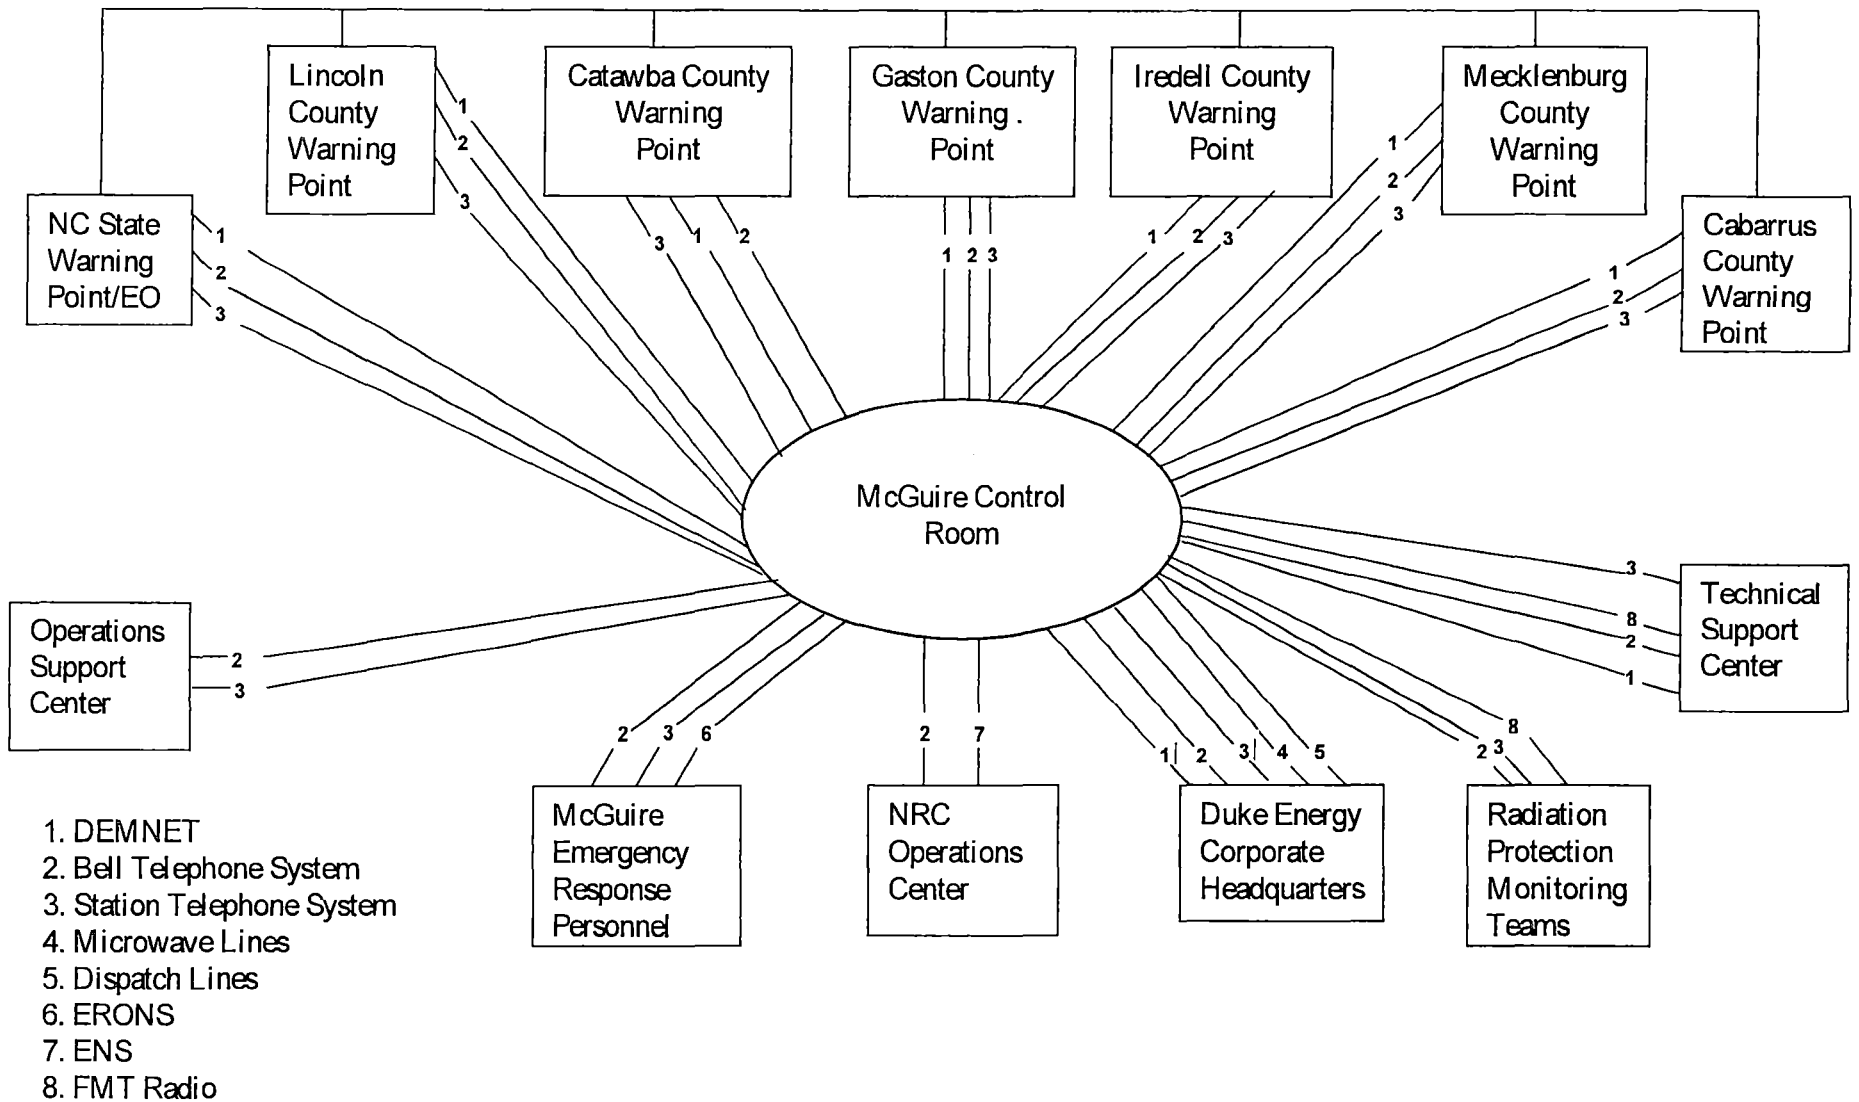 Lincoln
County
Warning
Point
Catawba County
Warning
Point
Gaston County
Warning .
Point
Iredell County
Warning
Point
Mecklenburg
County
Warning
Point
NC State
Warning
Point/EO
Cabarrus
County
Warning
Point
1
2
3
1
2
3
3
1
2
1
2
3
1
2
3
1
2
3
1
2
3
McGuire Control
Room
Operations
Support
Center
2
3
Technical
Support
Center
3
8
2
1
2
3
6
2
7
1
2
3
4
5
2
3
8
McGuire
Emergency
Response
Personnel
NRC
Operations
Center
Duke Energy
Corporate
Headquarters
Radiation
Protection
Monitoring
Teams
1. DEMNET
2. Bell Telephone System
3. Station Telephone System
4. Microwave Lines
5. Dispatch Lines
6. ERONS
7. ENS
8. FMT Radio